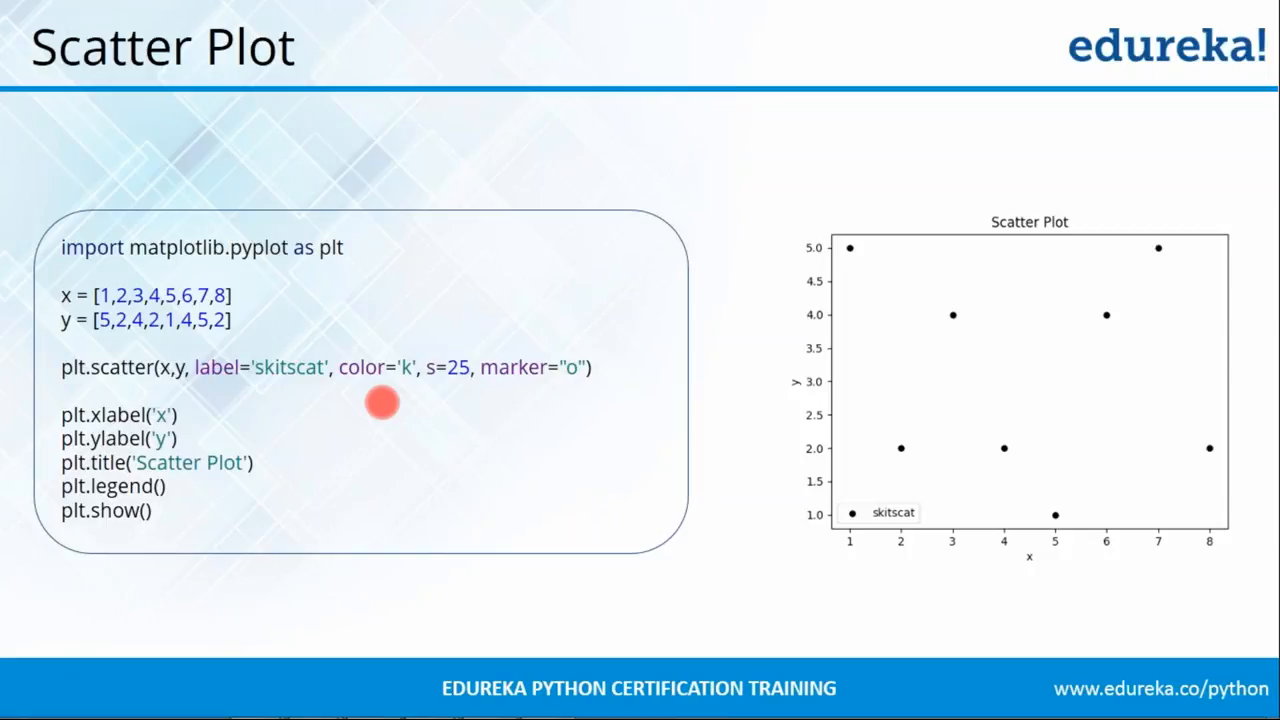 Scatter Plot
edureka!
import matplotlib.pyplot as plt
x = [1,2,3,4,5,6,7,8]
y = [5,2,4,2,1,4,5,2]
plt.scatter(x,y, label='skitscat', color='k', s=25, marker="o")
plt.xlabel('x')
plt.ylabel('y')
plt.title('Scatter Plot')
plt.legend()
plt.show()
Scatter Plot
5.0
4.5
4.0
3.5
3.0
2.5
2.0
1.5
1.0
y
skitscat
1 2 3 4 5 6 7 8
x
EDUREKA PYTHON CERTIFICATION TRAINING
www.edureka.co/python